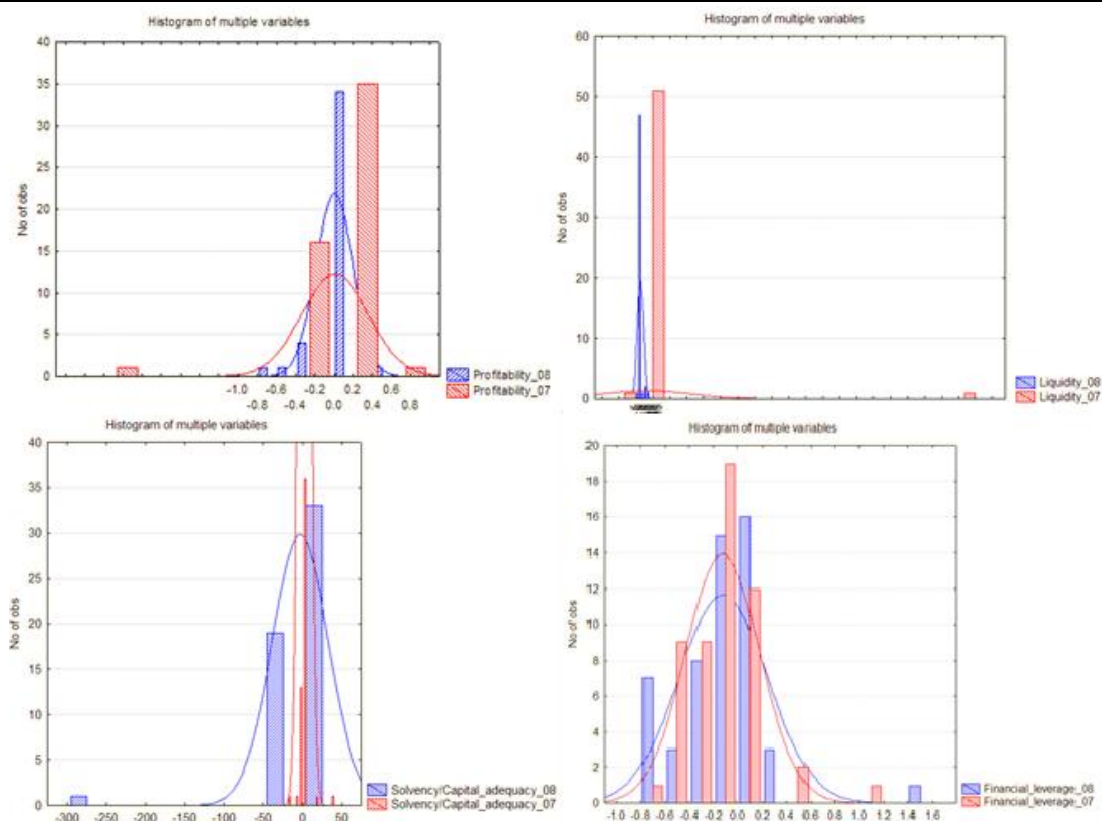 Histogram of multiple variables
40
35
30
25
20
15
10
5
0
No of obs
-1.0 -0.6 -0.2 0.2 0.6
-0.8 -0.4 0.0 0.4 0.8
Profitability_08
Profitability_07
Histogram of multiple variables
60
50
40
30
20
10
0
No of obs
Liquidity_08
Liquidity_07
Histogram of multiple variables
40
35
30
25
20
15
10
5
0
No of obs
-300 -250 -200 -150 -100 -50 0 50
Solvency/Capital_adequacy_08
Solvency/Capital_adequacy_07
Histogram of multiple variables
20
18
16
14
12
10
8
6
4
2
0
No of obs
-1.0 -0.8 -0.6 -0.4 -0.2 0.0 0.2 0.4 0.6 0.8 1.0 1.2 1.4 1.6
Financial_leverage_08
Financial_leverage_07